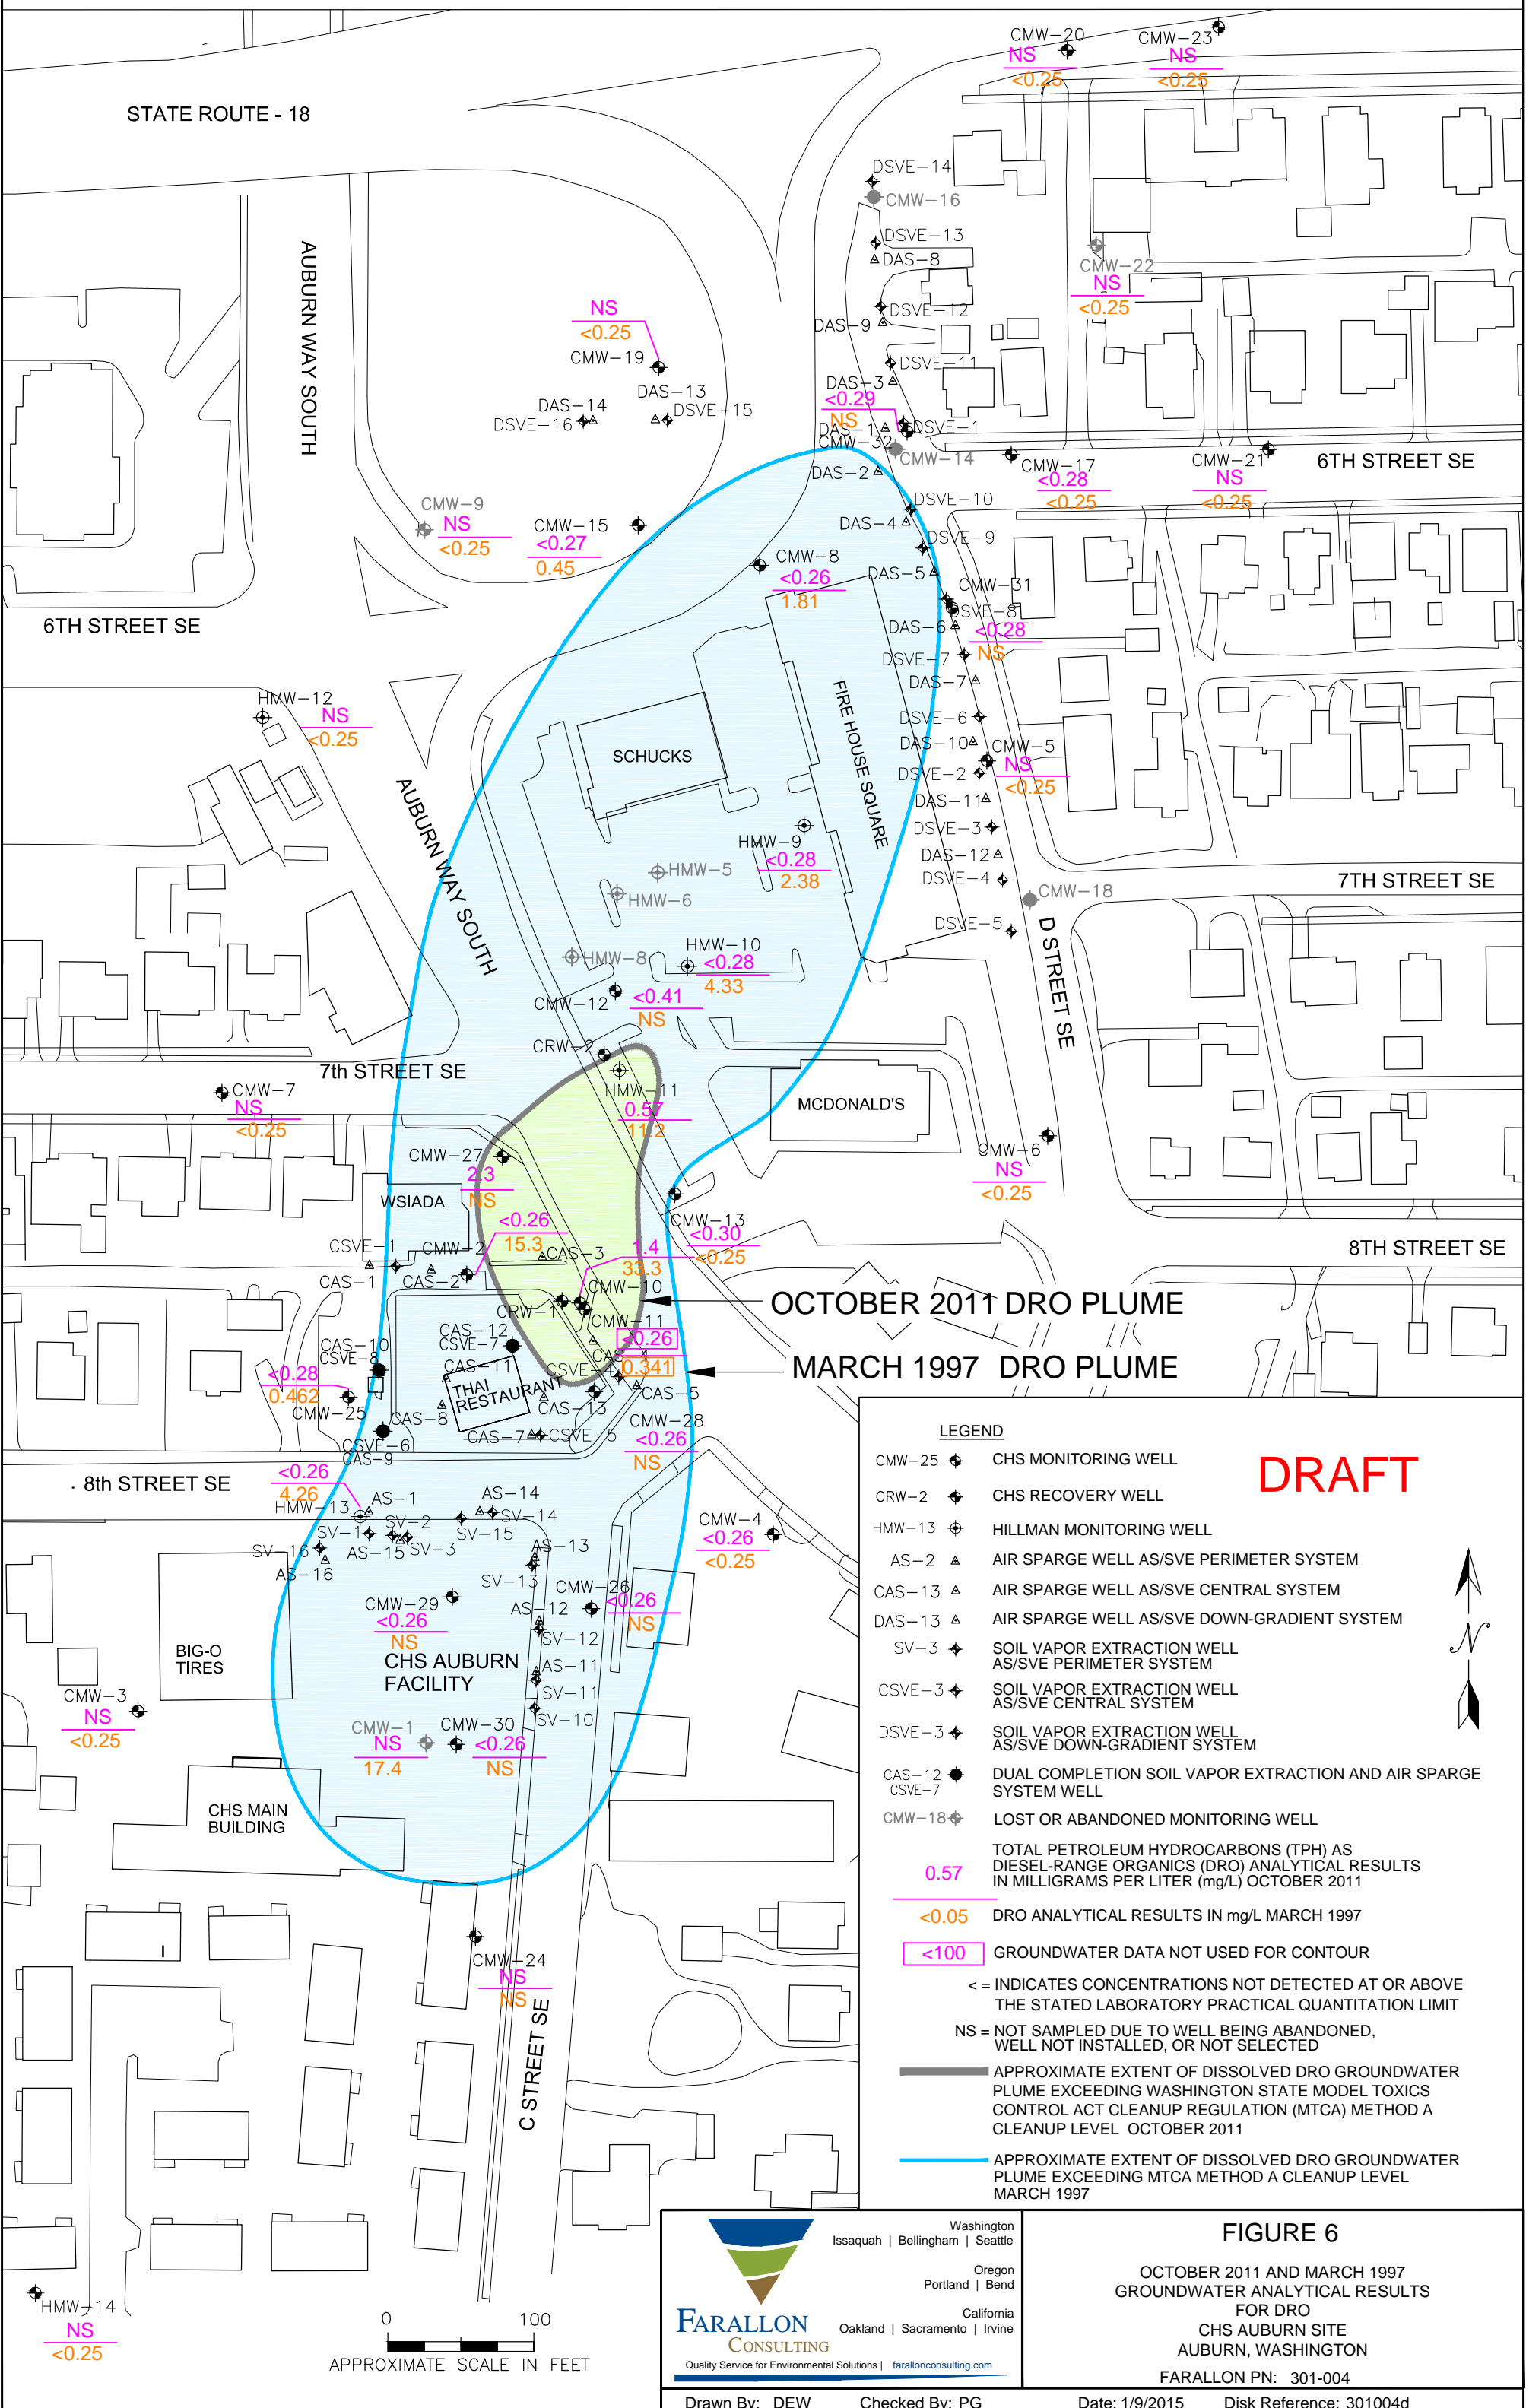 CMW-20
NS
<0.25
CMW-23
NS
<0.25
STATE ROUTE - 18
DSVE-14
CMW-16
DSVE-13
DAS-8
CMW-22
NS
<0.25
AUBURN WAY SOUTH
DSVE-12
DAS-9
NS
<0.25
CMW-19
DSVE-11
DAS-3
DAS-13
DAS-14
DSVE-16
DSVE-15
<0.29
NS
DAS-1
DSVE-1
CMW-32
CMW-14
CMW-17
<0.28
<0.25
CMW-21
NS
<0.25
6TH STREET SE
DAS-2
CMW-9
NS
<0.25
CMW-15
<0.27
0.45
DSVE-10
DAS-4
DSVE-9
CMW-8
<0.26
1.81
DAS-5
CMW-31
DSVE-8
<0.28
NS
DAS-6
6TH STREET SE
DSVE-7
DAS-7
HMW-12
NS
<0.25
FIRE HOUSE SQUARE
DSVE-6
DAS-10
CMW-5
NS
<0.25
SCHUCKS
DSVE-2
DAS-11
AUBURN WAY SOUTH
DSVE-3
HMW-9
<0.28
2.38
DAS-12
DSVE-4
HMW-5
HMW-6
7TH STREET SE
CMW-18
DSVE-5
D STREET SE
HMW-8
HMW-10
<0.28
4.33
CMW-12
<0.41
NS
CRW-2
7th STREET SE
HMW-11
0.57
11.2
CMW-7
NS
<0.25
MCDONALD'S
CMW-6
NS
<0.25
CMW-27
2.3
NS
WSIADA
CMW-13
<0.30
<0.25
<0.26
15.3
CSVE-1
CMW-2
CAS-1
CAS-2
CAS-3
1.4
33.3
8TH STREET SE
CMW-10
CRW-1
OCTOBER 2011 DRO PLUME
CMW-11
<0.26
0.341
CAS-12
CSVE-7
CAS-10
CSVE-8
MARCH 1997 DRO PLUME
CAS-11
<0.28
0.462
CMW-25
THAI
RESTAURANT
CAS-5
CAS-13
CAS-8
CMW-28
<0.26
NS
CAS-7
CSVE-5
CSVE-6
CAS-9
8th STREET SE
<0.26
4.26
HMW-13
AS-1
AS-14
SV-14
SV-1
SV-2
SV-15
CMW-4
<0.26
<0.25
SV-16
AS-15
SV-3
AS-13
AS-16
SV-13
CMW-26
<0.26
NS
CMW-29
<0.26
NS
AS-12
SV-12
BIG-O
TIRES
CHS AUBURN
FACILITY
AS-11
SV-11
SV-10
CMW-3
NS
<0.25
CMW-1
NS
17.4
CMW-30
<0.26
NS
CHS MAIN
BUILDING
CMW-24
NS
NS
C STREET SE
HMW-14
NS
<0.25
0 100
APPROXIMATE SCALE IN FEET
LEGEND
DRAFT
CMW-25 CHS MONITORING WELL
CRW-2 CHS RECOVERY WELL
HMW-13 HILLMAN MONITORING WELL
AS-2 AIR SPARGE WELL AS/SVE PERIMETER SYSTEM
CAS-13 AIR SPARGE WELL AS/SVE CENTRAL SYSTEM
DAS-13 AIR SPARGE WELL AS/SVE DOWN-GRADIENT SYSTEM
SV-3 SOIL VAPOR EXTRACTION WELL
AS/SVE PERIMETER SYSTEM
CSVE-3 SOIL VAPOR EXTRACTION WELL
AS/SVE CENTRAL SYSTEM
DSVE-3 SOIL VAPOR EXTRACTION WELL
AS/SVE DOWN-GRADIENT SYSTEM
CAS-12 DUAL COMPLETION SOIL VAPOR EXTRACTION AND AIR SPARGE
CSVE-7 SYSTEM WELL
CMW-18 LOST OR ABANDONED MONITORING WELL
N
TOTAL PETROLEUM HYDROCARBONS (TPH) AS
0.57 DIESEL-RANGE ORGANICS (DRO) ANALYTICAL RESULTS
IN MILLIGRAMS PER LITER (mg/L) OCTOBER 2011
<0.05 DRO ANALYTICAL RESULTS IN mg/L MARCH 1997
<100 GROUNDWATER DATA NOT USED FOR CONTOUR
< = INDICATES CONCENTRATIONS NOT DETECTED AT OR ABOVE
THE STATED LABORATORY PRACTICAL QUANTITATION LIMIT
NS = NOT SAMPLED DUE TO WELL BEING ABANDONED,
WELL NOT INSTALLED, OR NOT SELECTED
APPROXIMATE EXTENT OF DISSOLVED DRO GROUNDWATER
PLUME EXCEEDING WASHINGTON STATE MODEL TOXICS
CONTROL ACT CLEANUP REGULATION (MTCA) METHOD A
CLEANUP LEVEL OCTOBER 2011
APPROXIMATE EXTENT OF DISSOLVED DRO GROUNDWATER
PLUME EXCEEDING MTCA METHOD A CLEANUP LEVEL
MARCH 1997
Washington
Issaquah | Bellingham | Seattle
Oregon
Portland | Bend
California
Oakland | Sacramento | Irvine
FARALLON
CONSULTING
Quality Service for Environmental Solutions | farallonconsulting.com
FIGURE 6
OCTOBER 2011 AND MARCH 1997
GROUNDWATER ANALYTICAL RESULTS
FOR DRO
CHS AUBURN SITE
AUBURN, WASHINGTON
FARALLON PN: 301-004
Drawn By: DEW Checked By: PG Date: 1/9/2015 Disk Reference: 301004d